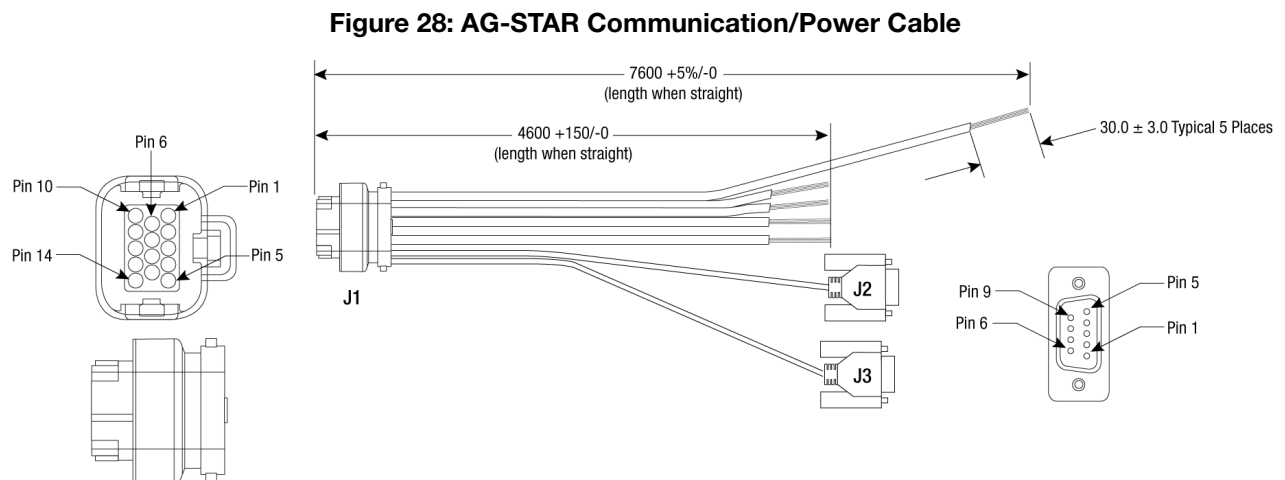 Figure 28: AG-STAR Communication/Power Cable
7600 +5%/-0
(length when straight)
4600 +150/-0
(length when straight)
30.0 ± 3.0 Typical 5 Places
Pin 6
Pin 10
Pin 1
Pin 14
Pin 5
J1
J2
J3
Pin 9
Pin 5
Pin 6
Pin 1